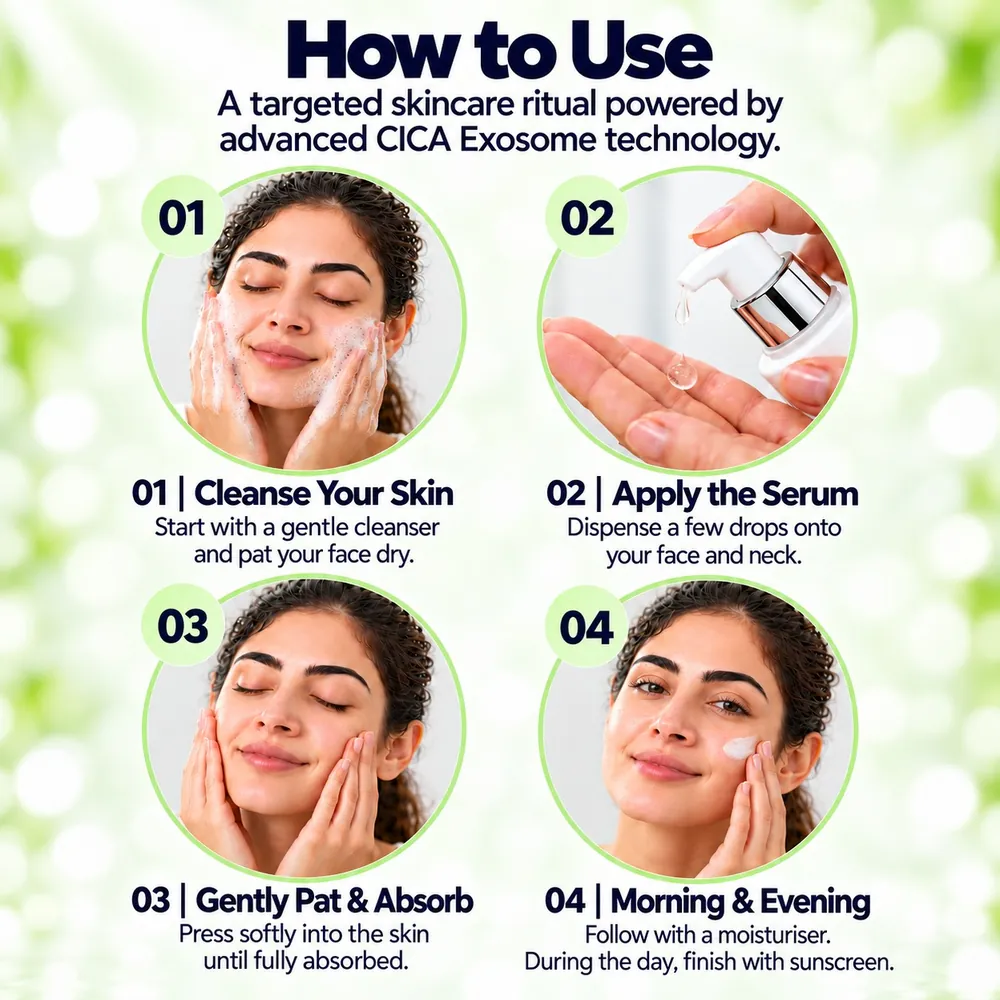 How to Use
A targeted skincare ritual powered by
advanced CICA Exosome technology.
01
02
01 | Cleanse Your Skin
Start with a gentle cleanser
and pat your face dry.
02 | Apply the Serum
Dispense a few drops onto
your face and neck.
03
04
03 | Gently Pat & Absorb
Press softly into the skin
until fully absorbed.
04 | Morning & Evening
Follow with a moisturiser.
During the day, finish with sunscreen.